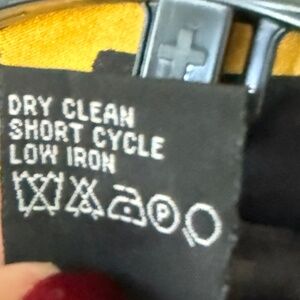 DRY CLEAN
SHORT CYCLE
LOW IRON
P